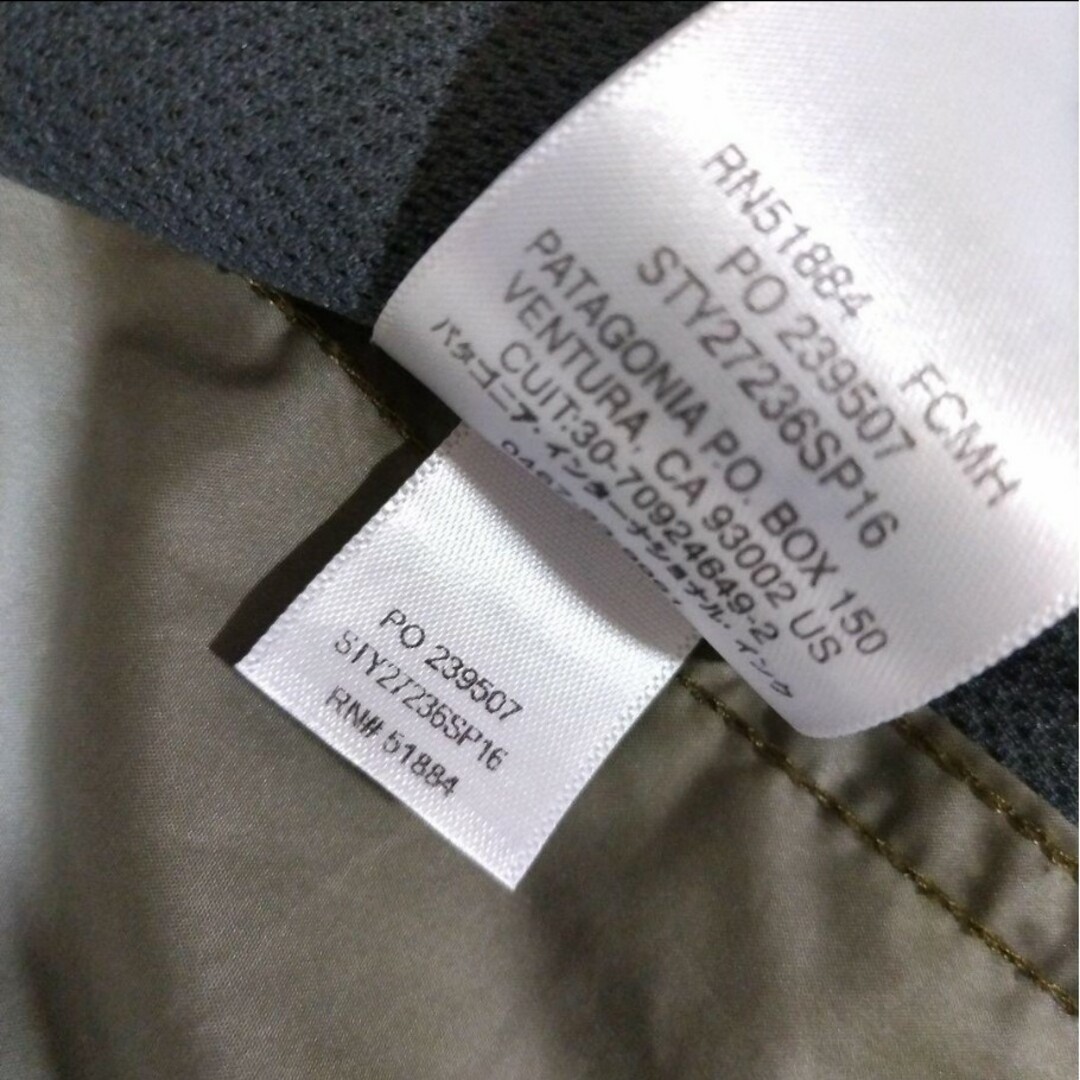 RN51884 FCMH
PO 239507
STY27236SP16
PATAGONIA P.O. BOX 150
VENTURA, CA 93002 US
CUIT:30-70924649-2
パタゴニア・インターナショナル・インク
PO 239507
STY27236SP16
RN# 51884